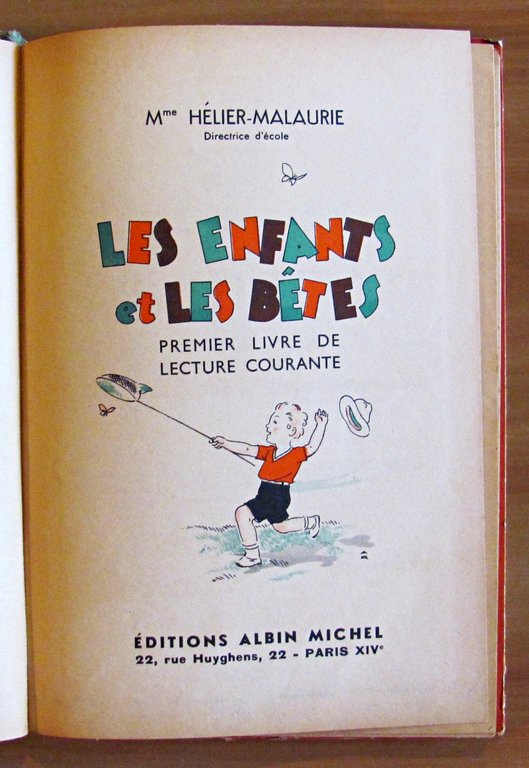 Mme HÉLIER-MALAURIE
Directrice d'école
LES ENFANTS
et LES BÊTES
PREMIER LIVRE DE
LECTURE COURANTE
ÉDITIONS ALBIN MICHEL
22, rue Huyghens, 22 - PARIS XIVe